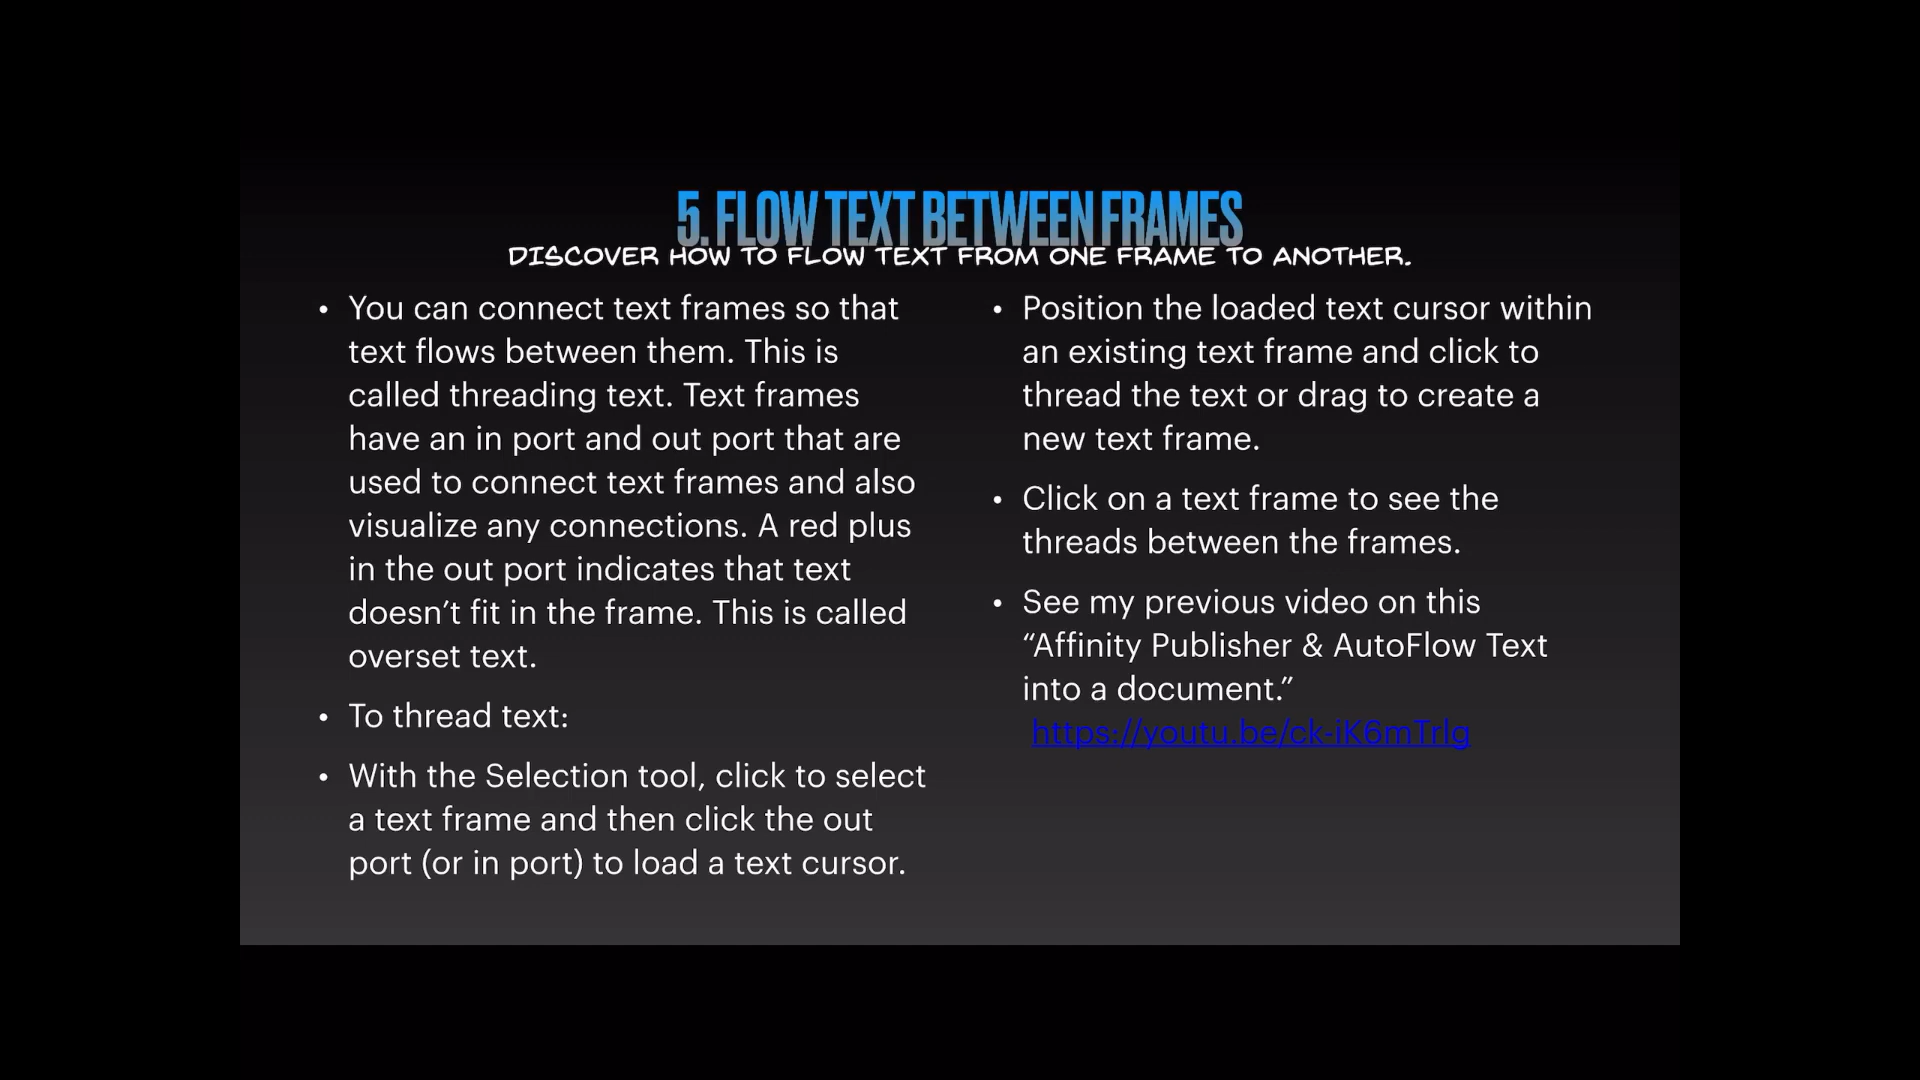 5. FLOW TEXT BETWEEN FRAMES
DISCOVER HOW TO FLOW TEXT FROM ONE FRAME TO ANOTHER.
• You can connect text frames so that
text flows between them. This is
called threading text. Text frames
have an in port and out port that are
used to connect text frames and also
visualize any connections. A red plus
in the out port indicates that text
doesn’t fit in the frame. This is called
overset text.
• To thread text:
• With the Selection tool, click to select
a text frame and then click the out
port (or in port) to load a text cursor.
• Position the loaded text cursor within
an existing text frame and click to
thread the text or drag to create a
new text frame.
• Click on a text frame to see the
threads between the frames.
• See my previous video on this
“Affinity Publisher & AutoFlow Text
into a document.”
https://youtu.be/ck-iK6mTrlg